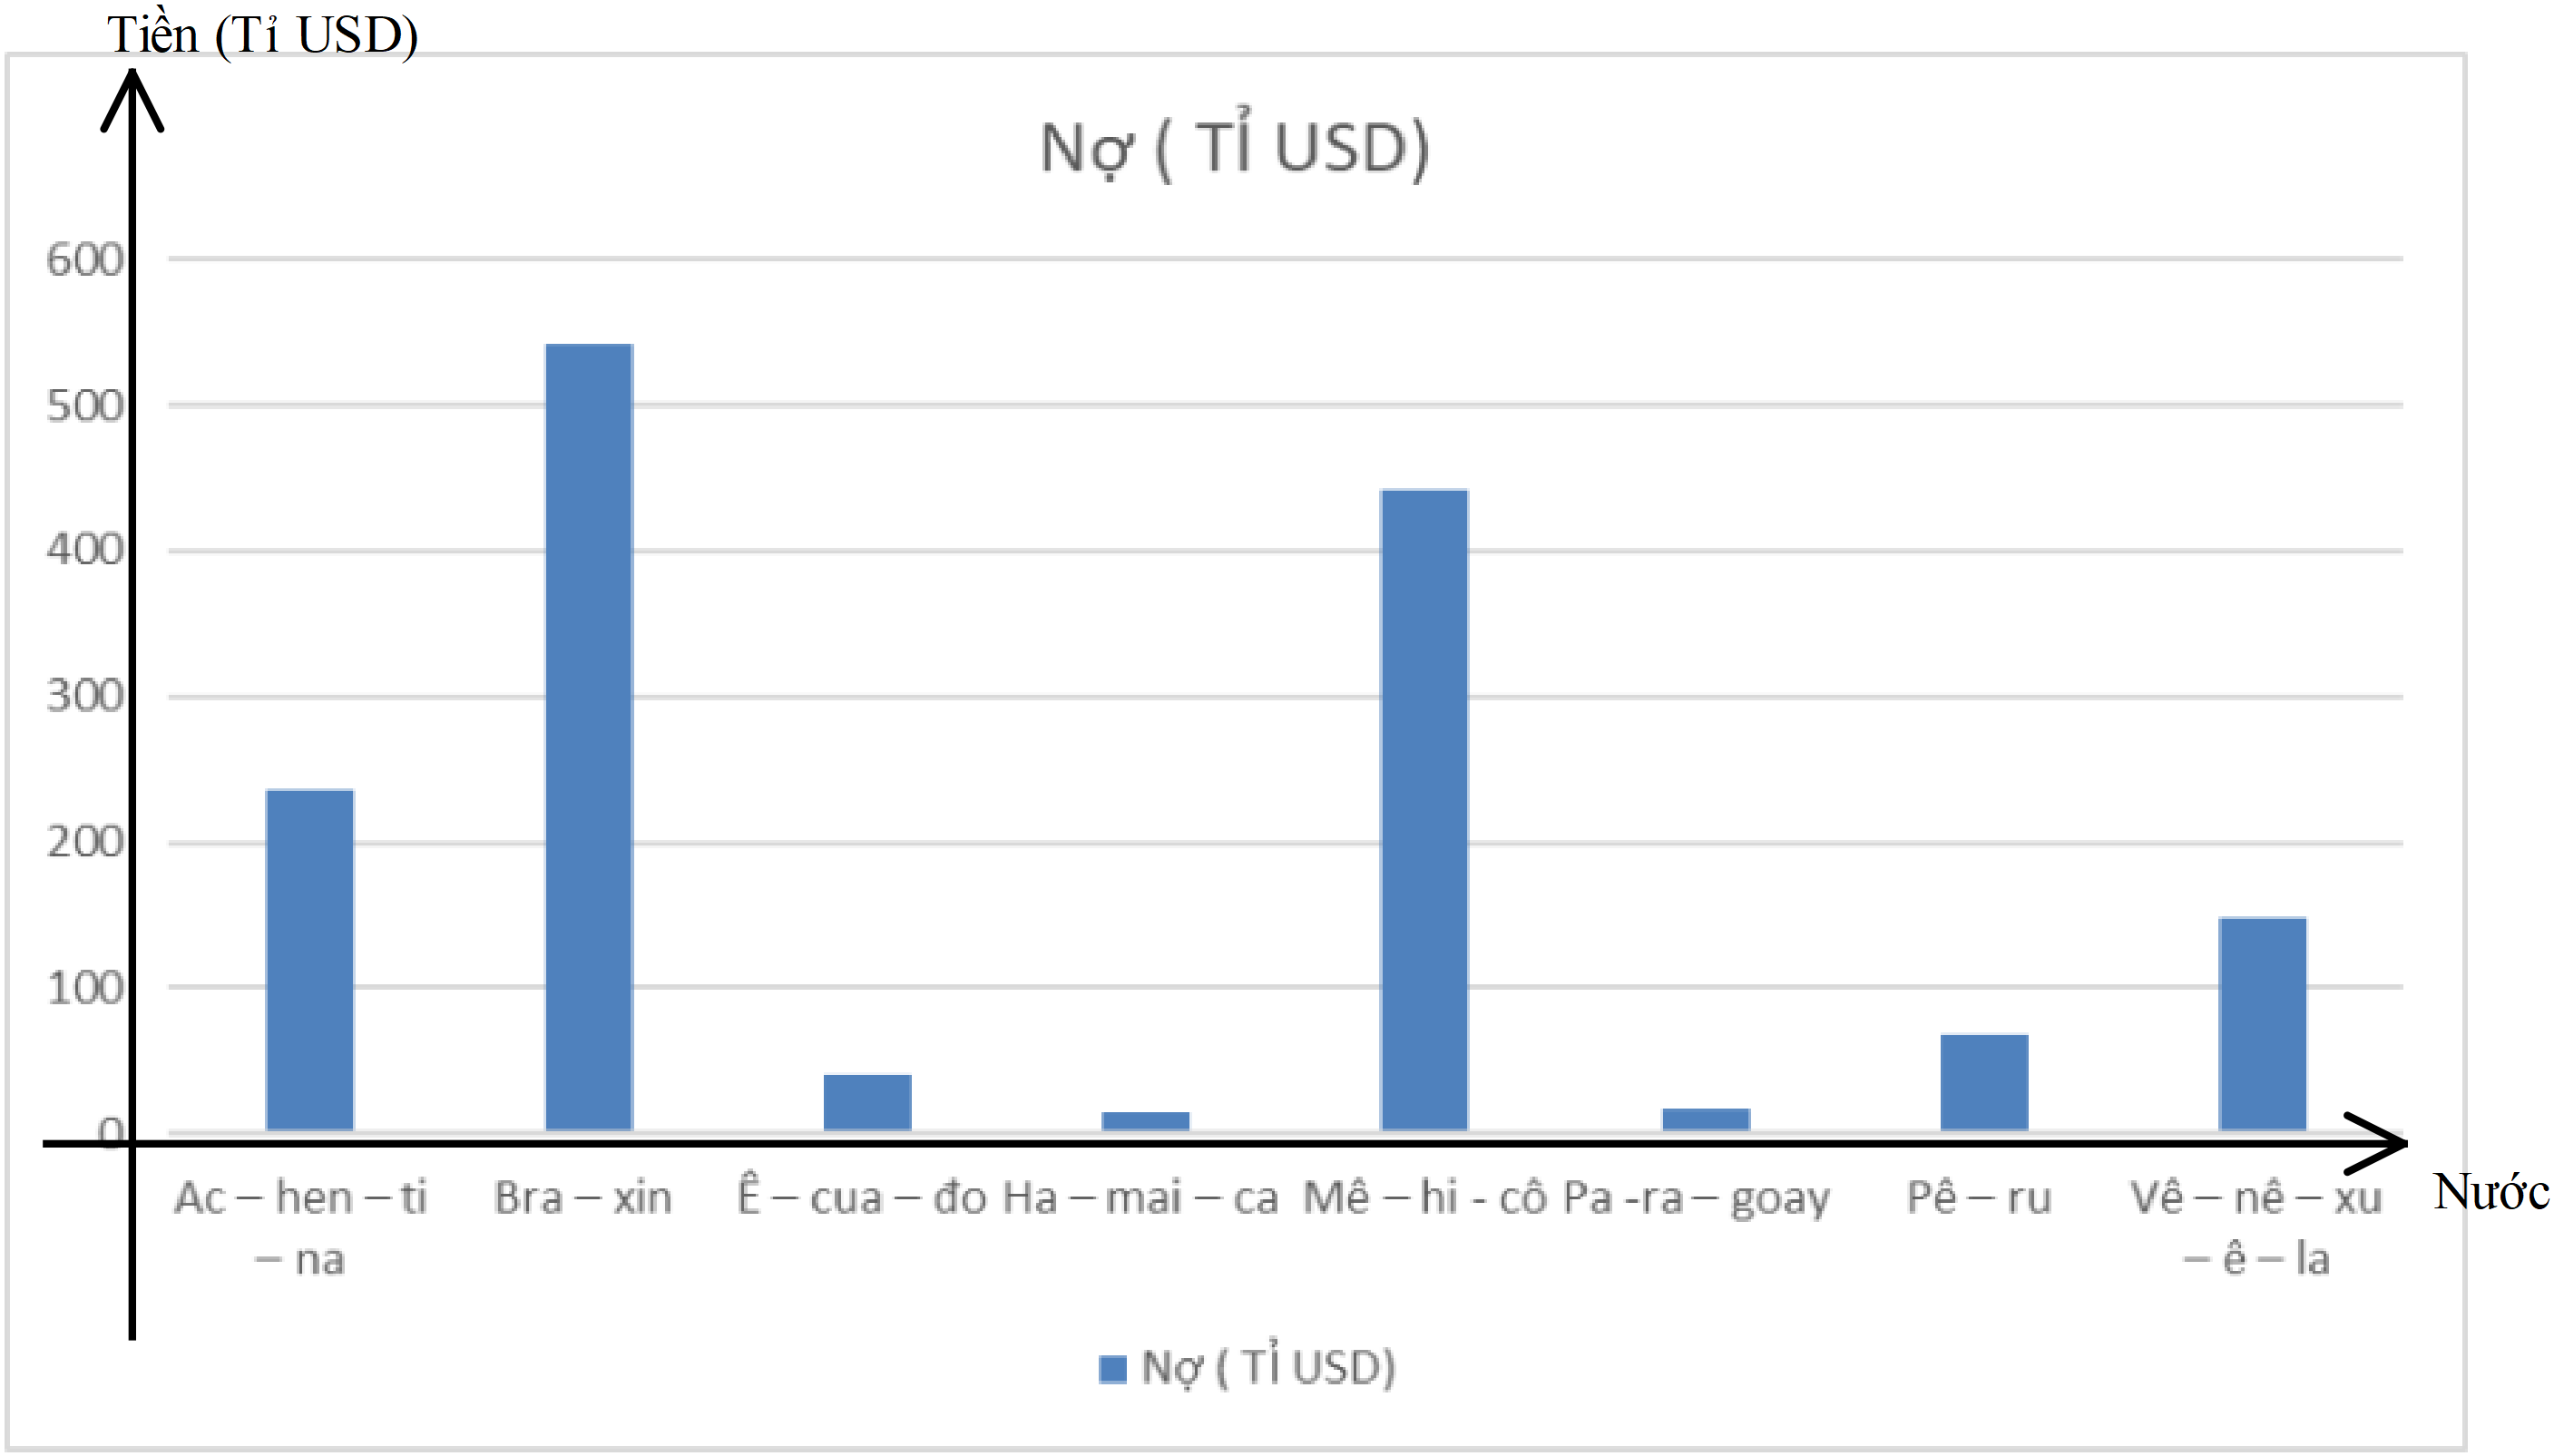 Tiền (Tỉ USD)
Nợ ( TỈ USD)
600
500
400
300
200
100
0
Ac – hen – ti – na
Bra – xin
Ê – cua – đo
Ha – mai – ca
Mê – hi - cô
Pa -ra – goay
Pê – ru
Vê – nê – xu – ê – la
Nước
Nợ ( TỈ USD)